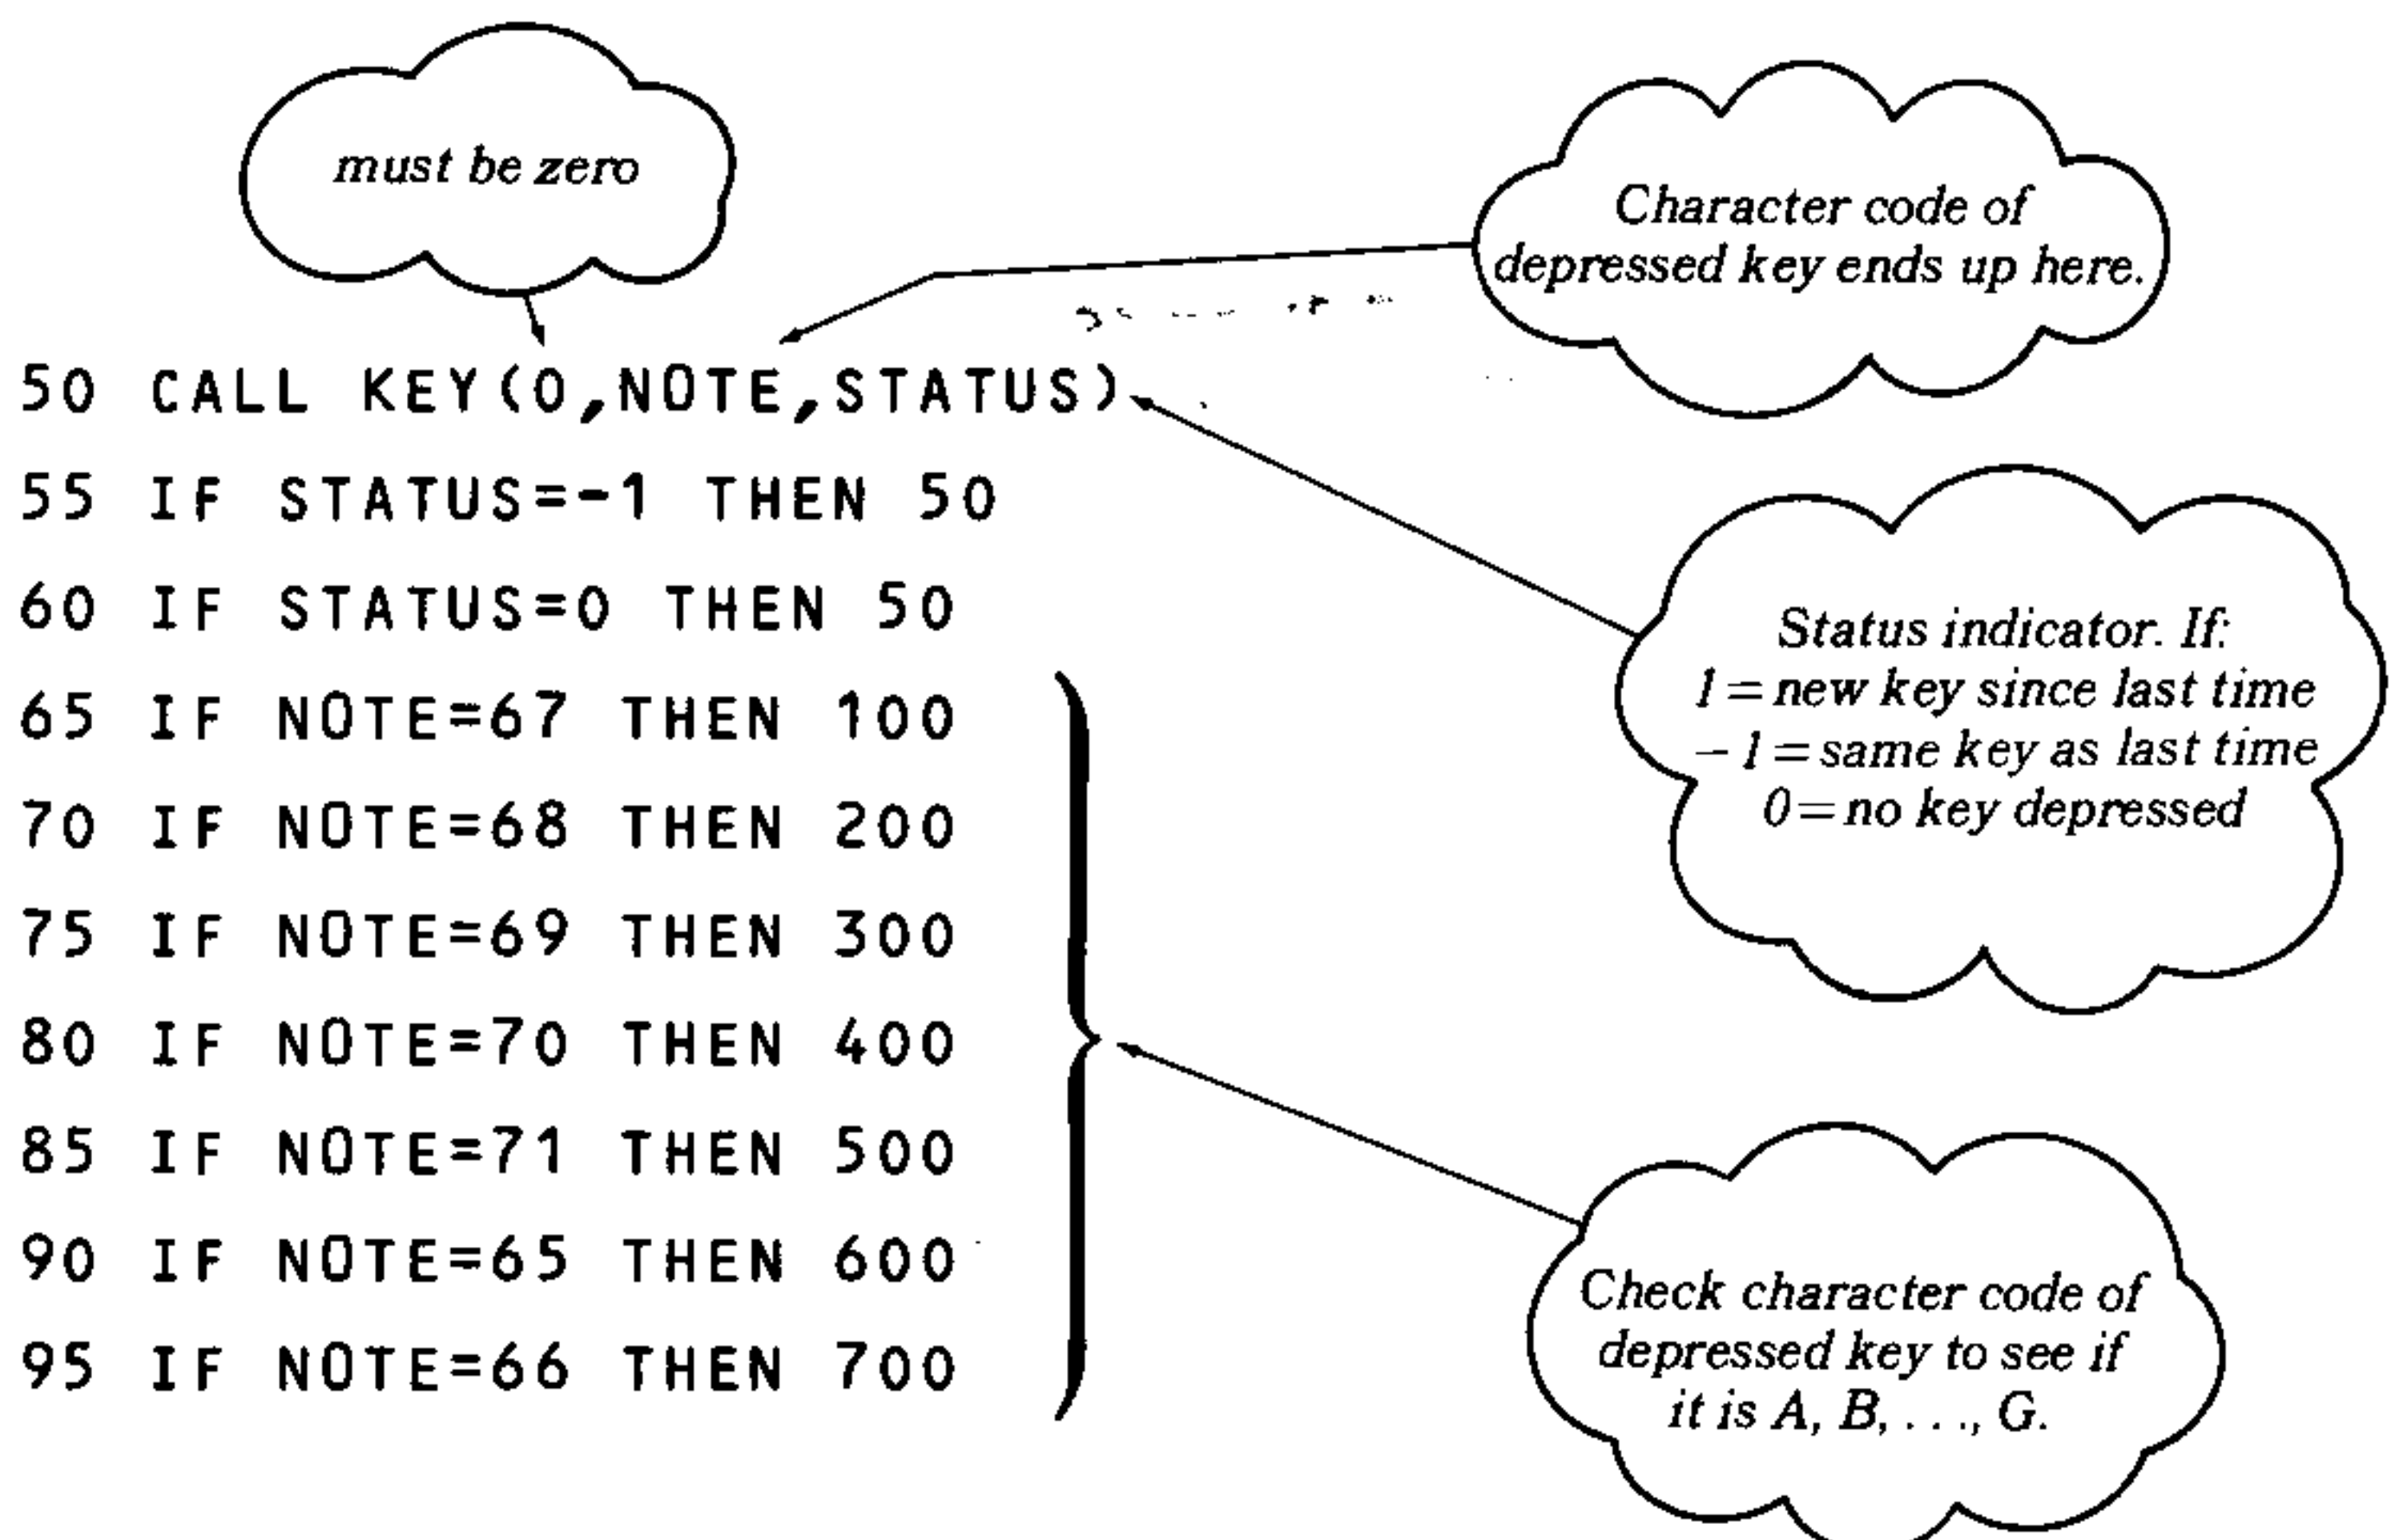 must be zero
Character code of
depressed key ends up here.
50 CALL KEY(0,NOTE,STATUS)
55 IF STATUS=-1 THEN 50
60 IF STATUS=0 THEN 50
65 IF NOTE=67 THEN 100
70 IF NOTE=68 THEN 200
75 IF NOTE=69 THEN 300
80 IF NOTE=70 THEN 400
85 IF NOTE=71 THEN 500
90 IF NOTE=65 THEN 600
95 IF NOTE=66 THEN 700
Status indicator. If:
1=new key since last time
–1=same key as last time
0=no key depressed
Check character code of
depressed key to see if
it is A, B, . . ., G.